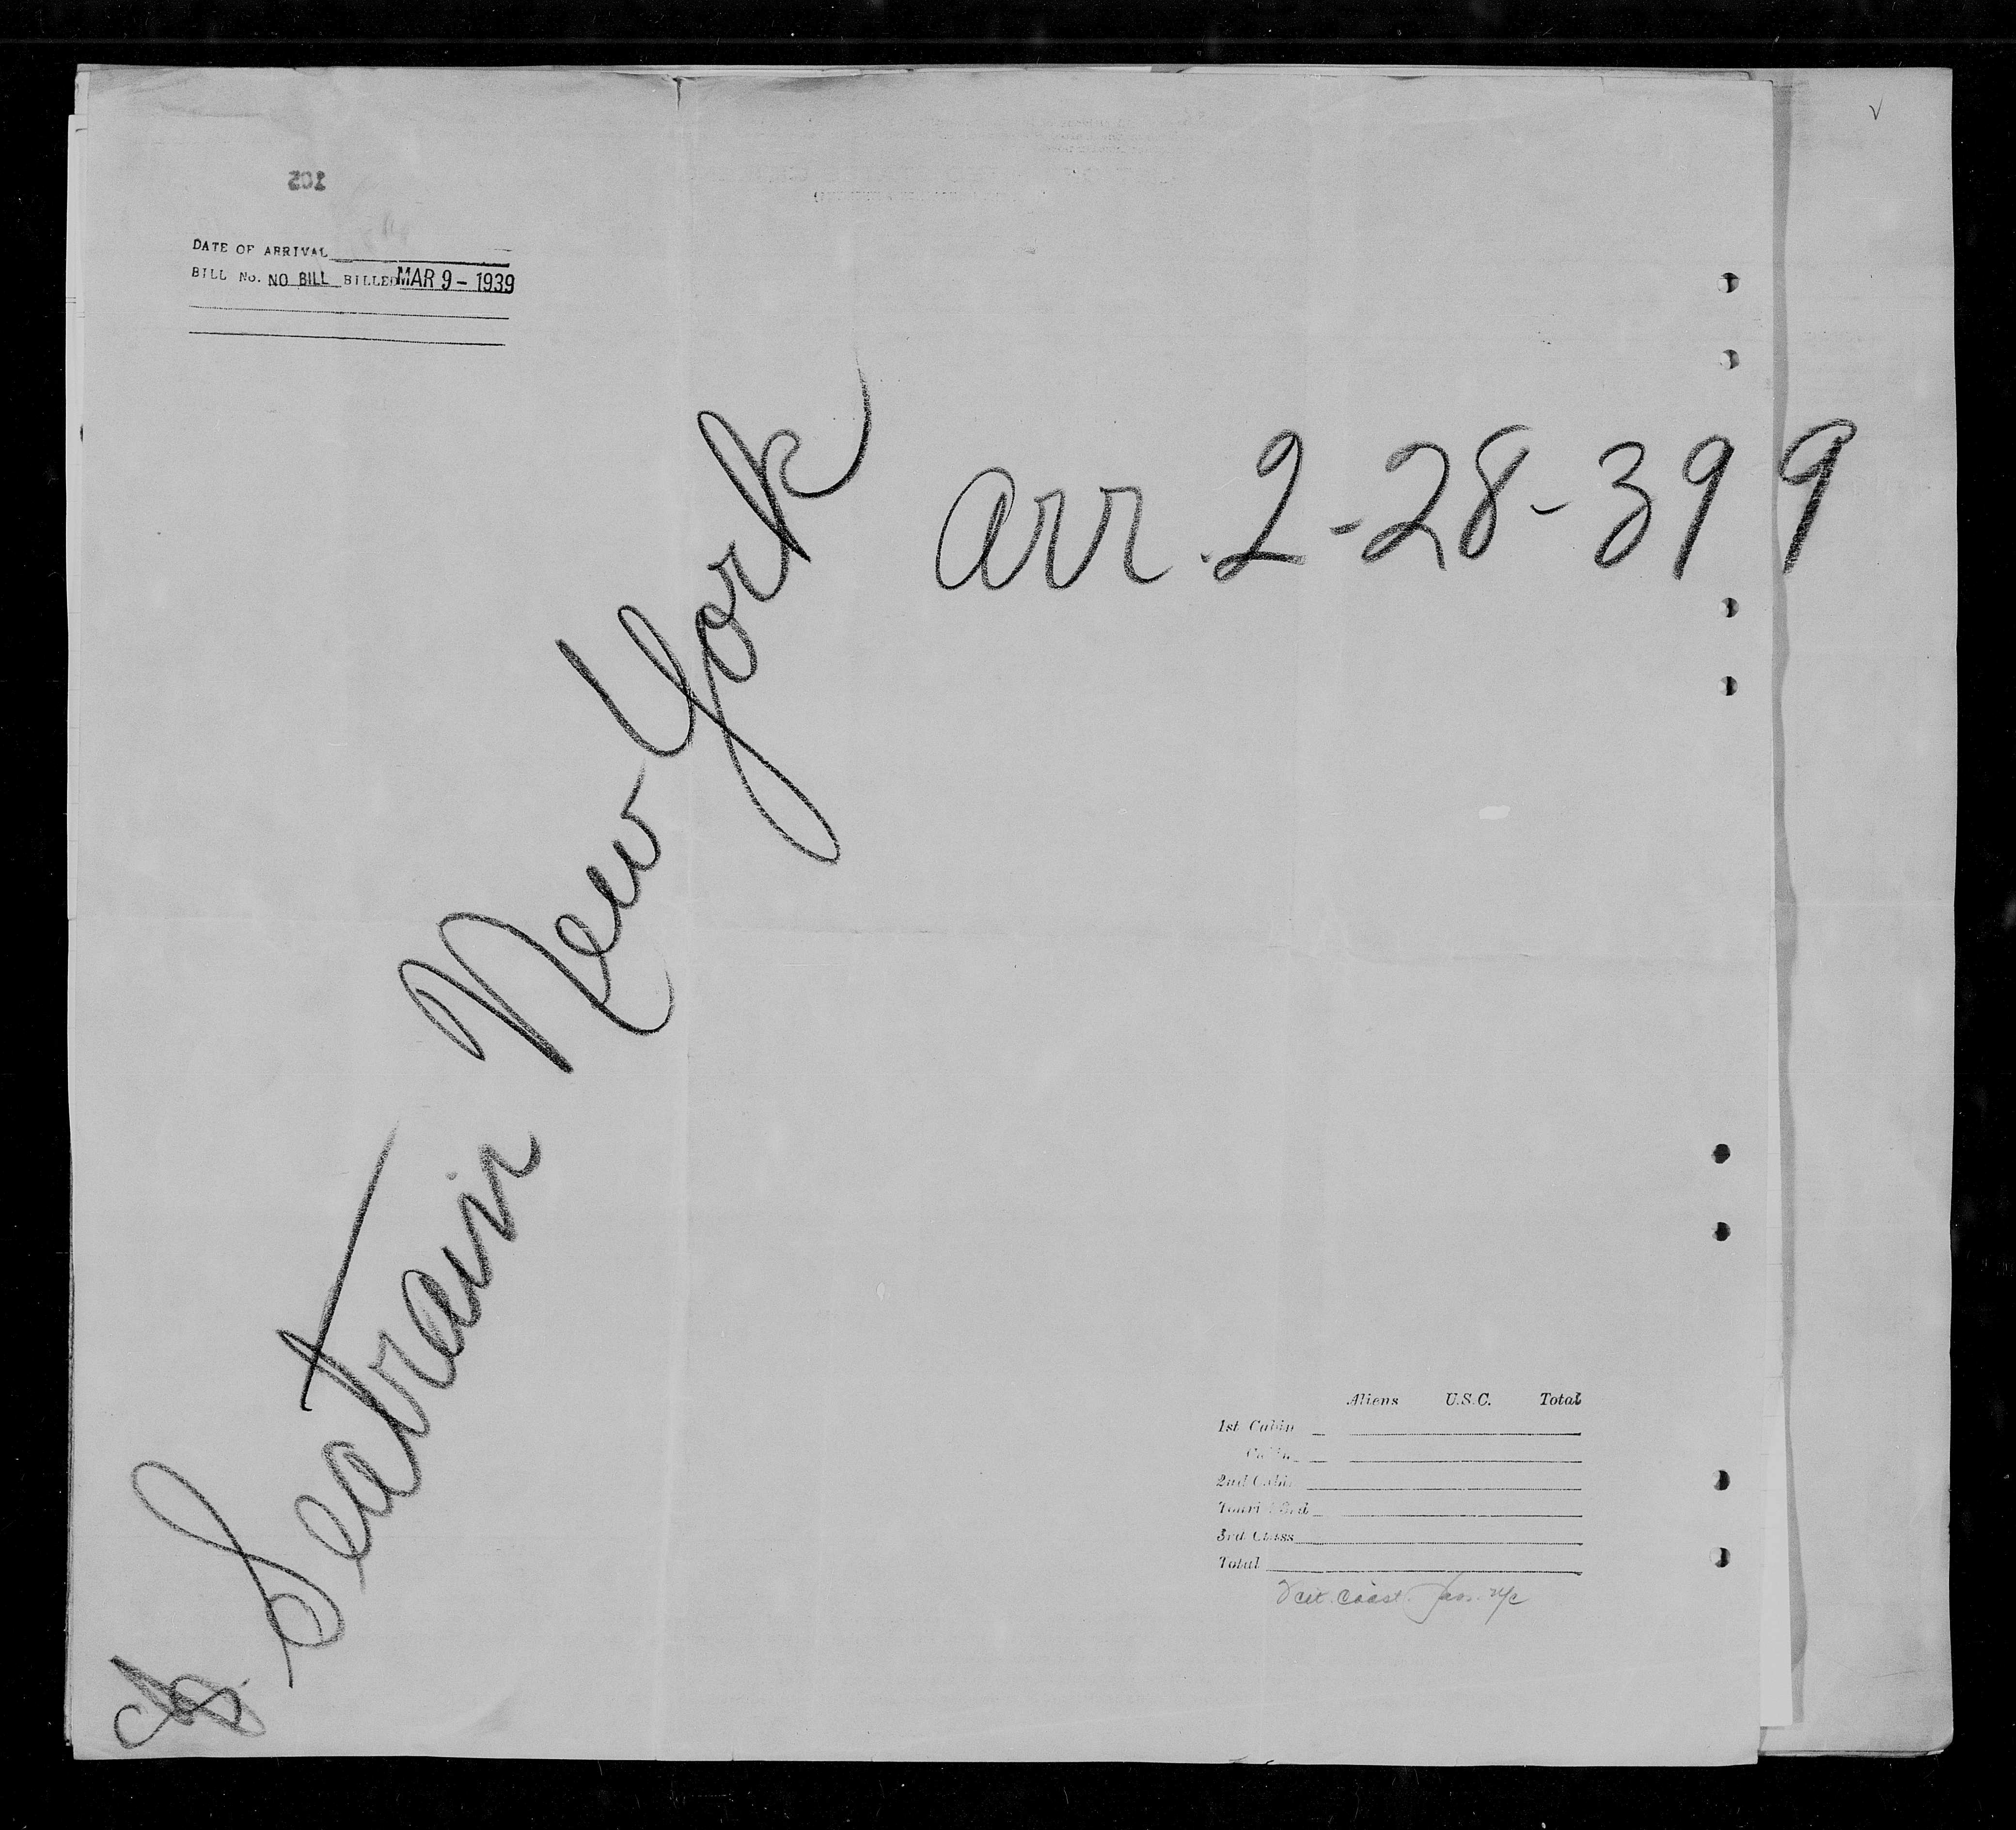 DATE OF ARRIVAL
BILL No. NO BILL BILLED MAR 9 - 1939
arr. 2-28-39 9
Seatrain New York
Aliens U.S.C. Total
1st Cabin
Cabin
2nd Cabin
Tourist 3rd
3rd Class
Total
coast.